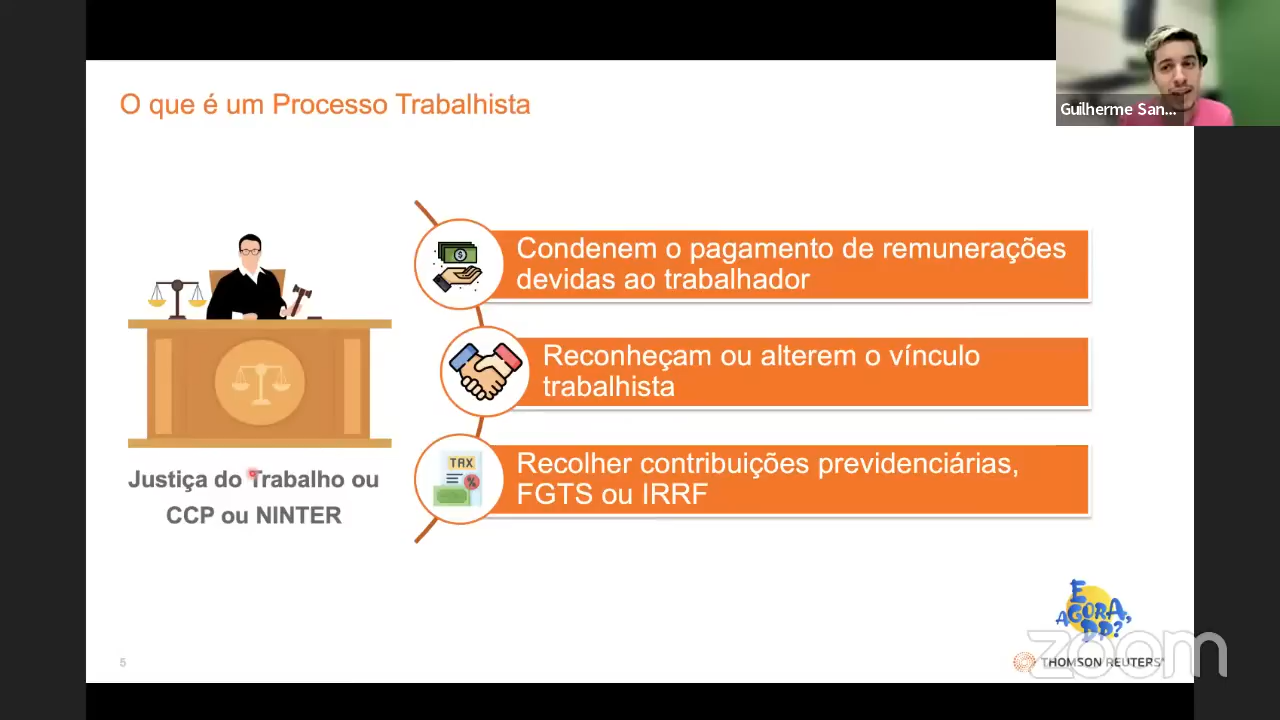 O que é um Processo Trabalhista
Guilherme San...
Condenem o pagamento de remunerações
devidas ao trabalhador
Reconheçam ou alterem o vínculo
trabalhista
TAX
%
Recolher contribuições previdenciárias,
FGTS ou IRRF
Justiça do Trabalho ou
CCP ou NINTER
E
AGORA,
DP?
zoom
THOMSON REUTERS®
5